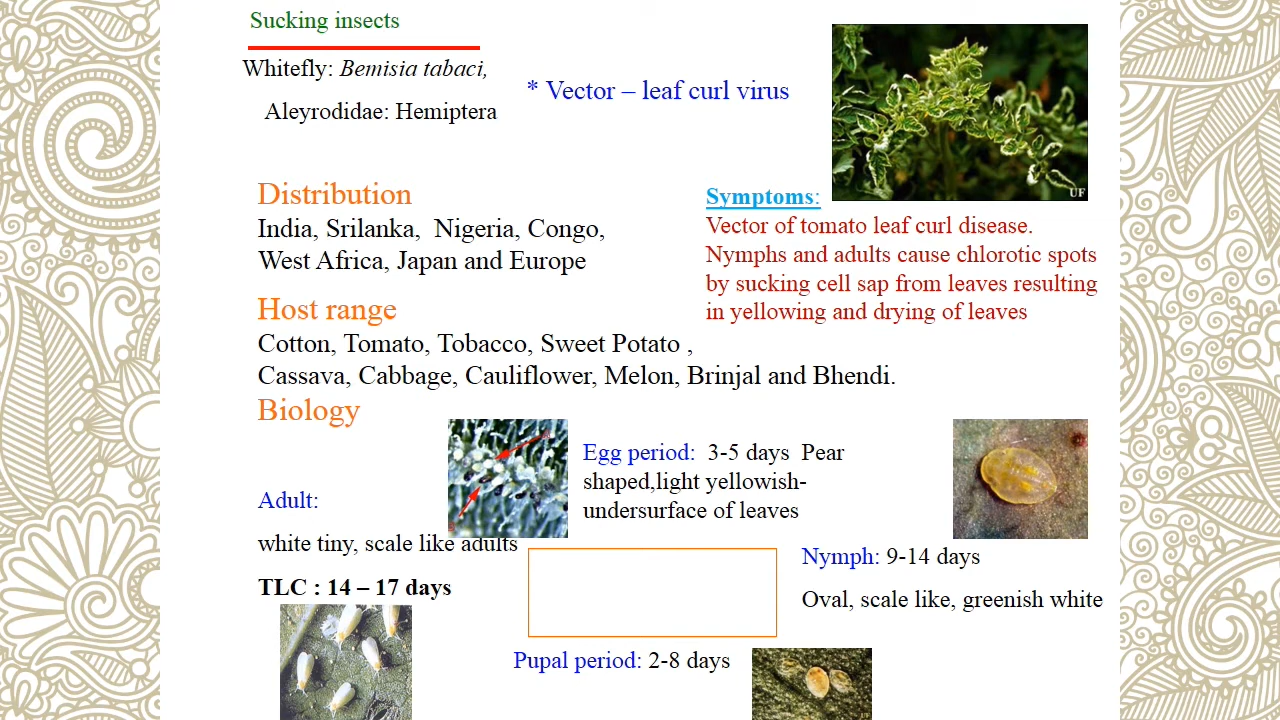 Sucking insects
Whitefly: Bemisia tabaci,
Aleyrodidae: Hemiptera
* Vector – leaf curl virus
UF
Distribution
India, Srilanka,  Nigeria, Congo,
West Africa, Japan and Europe
Symptoms:
Vector of tomato leaf curl disease.
Nymphs and adults cause chlorotic spots
by sucking cell sap from leaves resulting
in yellowing and drying of leaves
Host range
Cotton, Tomato, Tobacco, Sweet Potato ,
Cassava, Cabbage, Cauliflower, Melon, Brinjal and Bhendi.
Biology
Egg period:  3-5 days  Pear
shaped,light yellowish-
undersurface of leaves
Adult:
white tiny, scale like adults
TLC : 14 – 17 days
Nymph: 9-14 days
Oval, scale like, greenish white
Pupal period: 2-8 days